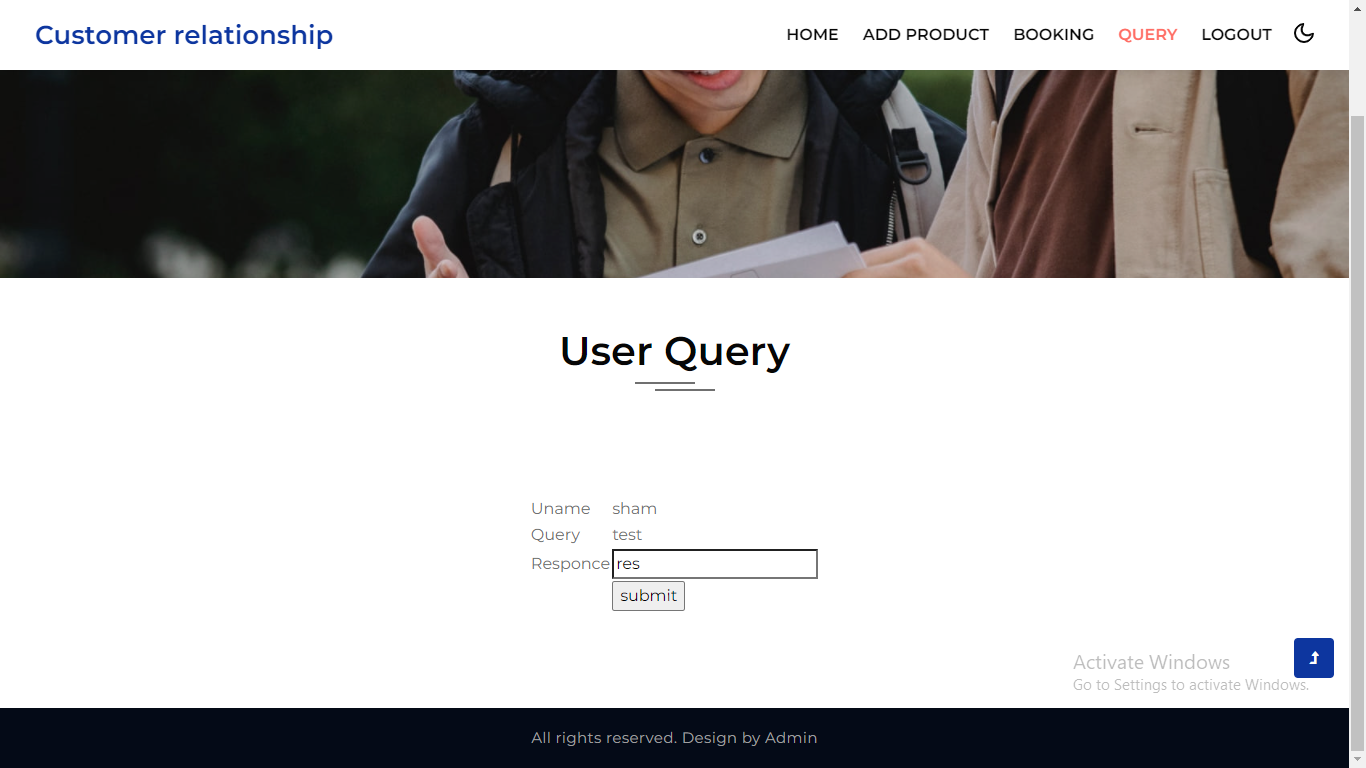 Customer relationship
HOME ADD PRODUCT BOOKING QUERY LOGOUT
User Query
Uname sham
Query test
Responce res
submit
Activate Windows
Go to Settings to activate Windows.
All rights reserved. Design by Admin